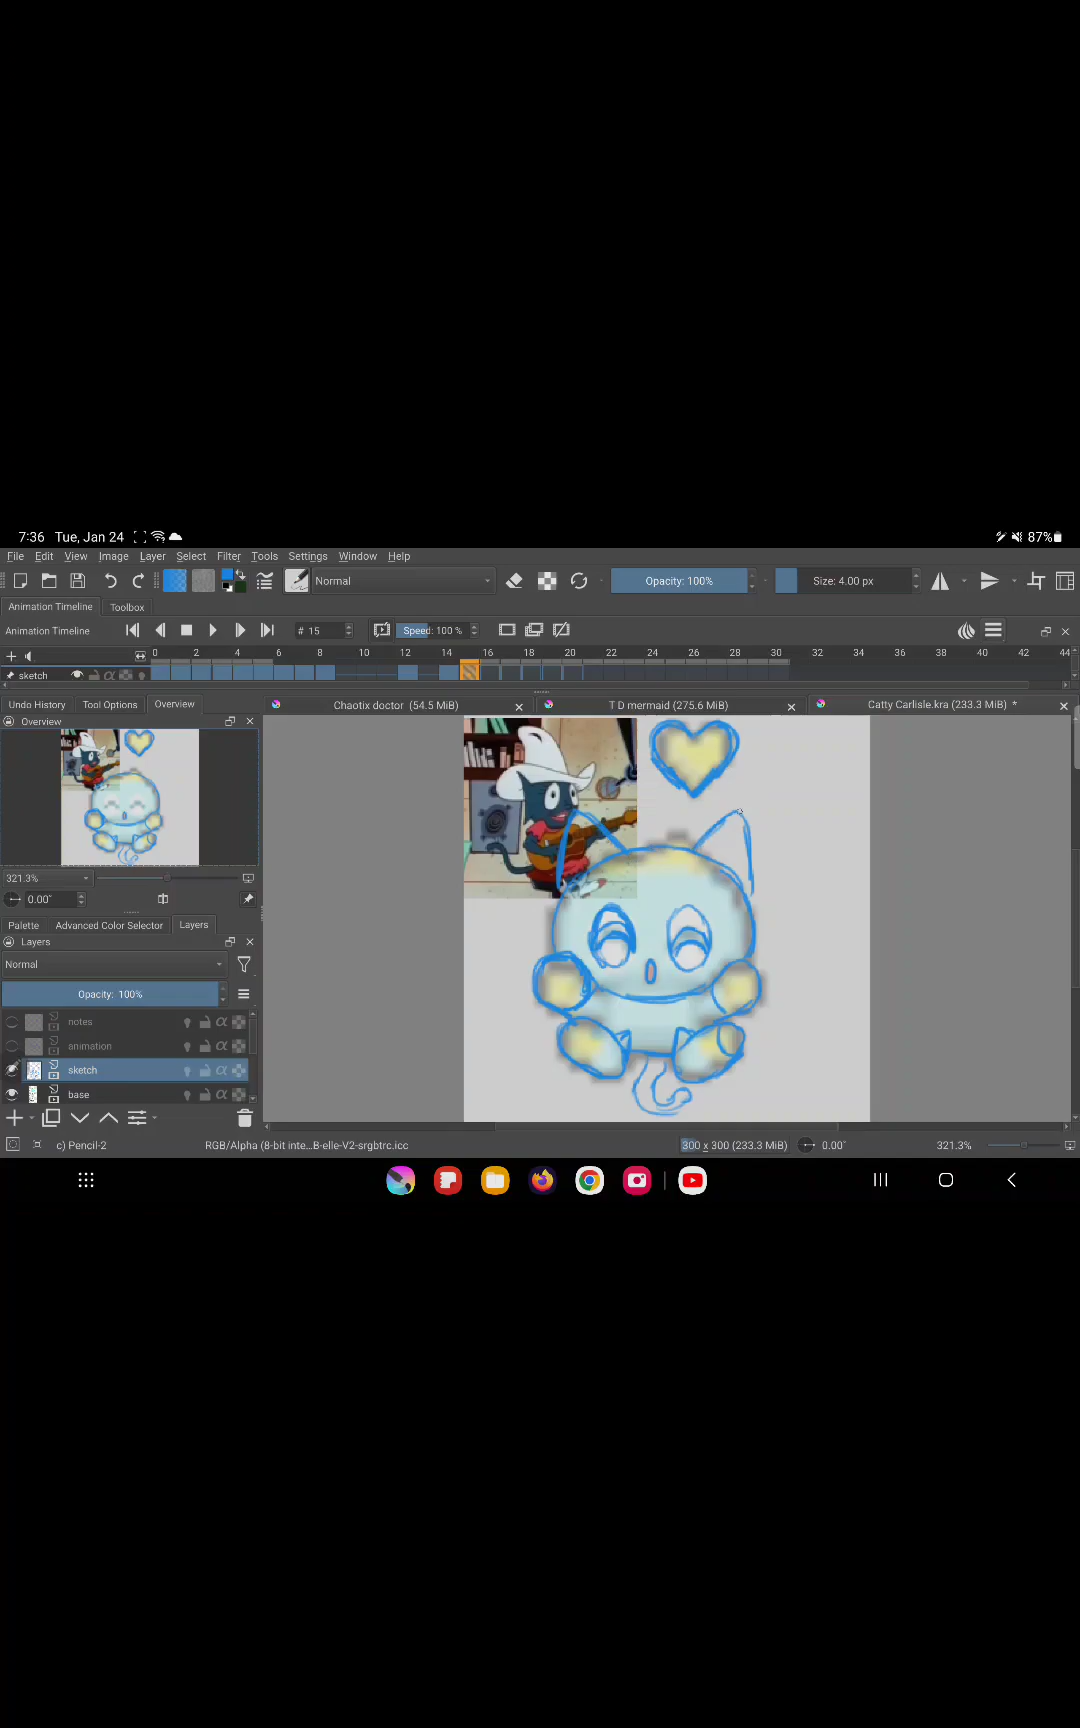 7:36 Tue, Jan 24 87%
File Edit View Image Layer Select Filter Tools Settings Window Help
Normal Opacity: 100% Size: 4.00 px
Animation Timeline Toolbox
Animation Timeline # 15 Speed: 100 %
0 2 4 6 8 10 12 14 16 18 20 22 24 26 28 30 32 34 36 38 40 42 44
sketch
Undo History Tool Options Overview Chaotix doctor (54.5 MiB) T D mermaid (275.6 MiB) Catty Carlisle.kra (233.3 MiB) *
Overview
321.3%
0.00°
Palette Advanced Color Selector Layers
Layers
Normal
Opacity: 100%
notes
animation
sketch
base
c) Pencil-2 RGB/Alpha (8-bit inte...B-elle-V2-srgbtrc.icc 300 x 300 (233.3 MiB) 0.00° 321.3%